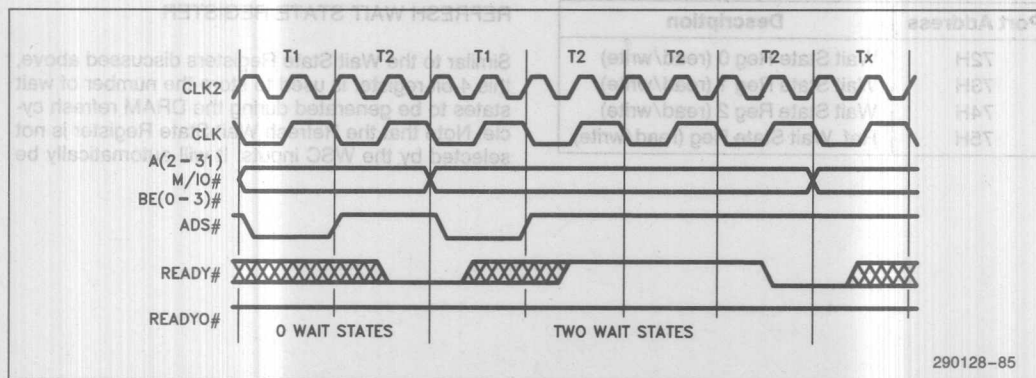 Port Address
Description
72H
Wait State Reg 0 (read/write)
73H
Wait State Reg 1 (read/write)
74H
Wait State Reg 2 (read/write)
75H
Ref. Wait State Reg (read/write)
REFRESH WAIT STATE REGISTER
Similar to the Wait State Registers discussed above,
this 4-bit register is used to store the number of wait
states to be generated during the DRAM refresh cy-
cle. Note that the Refresh Wait State Register is not
selected by the WSC inputs. It will automatically be
T1 T2 T1 T2 T2 T2 Tx
CLK2
CLK
A(2-31)
M/IO#
BE(0-3)#
ADS#
READY#
READYO#
0 WAIT STATES TWO WAIT STATES
290128-85